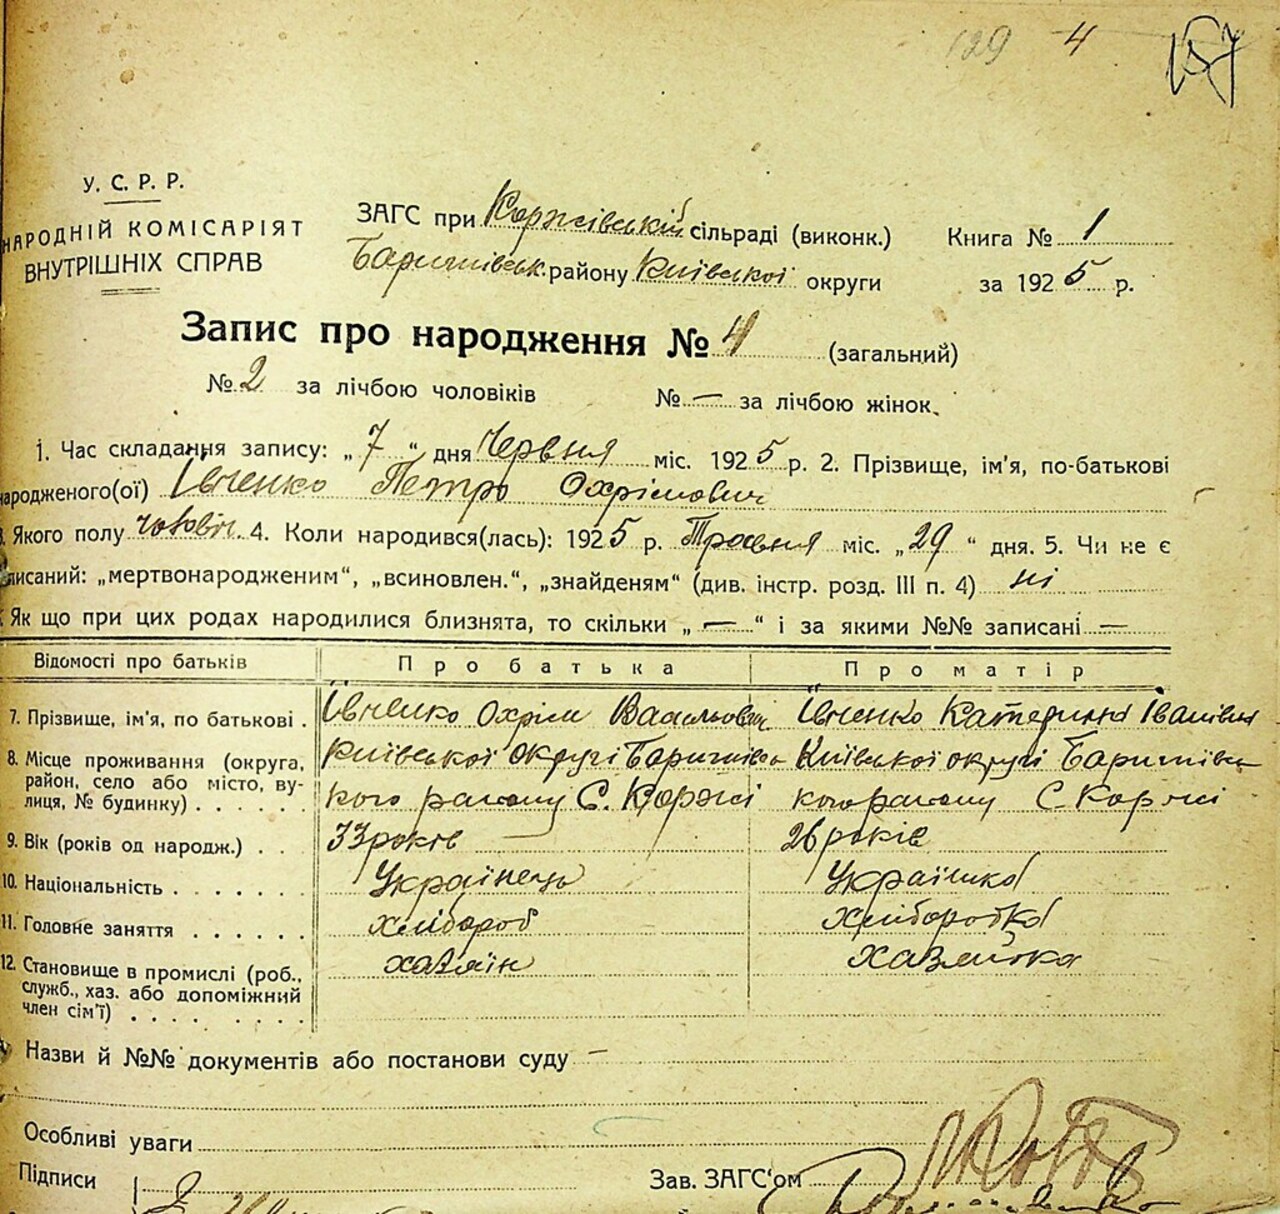 129 4 157
У. С. Р. Р.
НАРОДНІЙ КОМІСАРІЯТ
ВНУТРІШНІХ СПРАВ
ЗАГС при Коржівській сільраді (виконк.) Книга № 1
Баришівськ. району Київської округи за 1925 р.
Запис про народження № 4 (загальний)
№ 2 за лічбою чоловіків № — за лічбою жінок.
1. Час складання запису: „7“ дня Червня міс. 1925 р. 2. Прізвище, ім'я, по-батькові
народженого(ої) Івченко Петро Охрімович
Якого полу чоловіч. 4. Коли народився(лась): 1925 р. Травня міс. „29“ дня. 5. Чи не є
писаний: „мертвонародженим“, „всиновлен.“, „знайденям“ (див. інстр. розд. III п. 4) ні
Як що при цих родах народилися близнята, то скільки „—“ і за якими №№ записані —
Відомості про батьків Про батька Про матір
7. Прізвище, ім'я, по батькові . Івченко Охрім Васильович Івченко Катерина Іванівна
8. Місце проживання (округа, район, село або місто, вулиця, № будинку) . . . . . Київської округі Баришівського району С. Коржі Київської округі Баришівського району С. Коржі
9. Вік (років од народж.) . . 33 років 26 років
10. Національність . . . . . . . Українець Українка
11. Головне заняття . . . . . . хлібороб хліборобка
12. Становище в промислі (роб., служб., хаз. або допоміжний член сім'ї) . . . . . . . . хазяїн хазяйка
Назви й №№ документів або постанови суду —
Особливі уваги
Підписи Зав. ЗАГС'ом